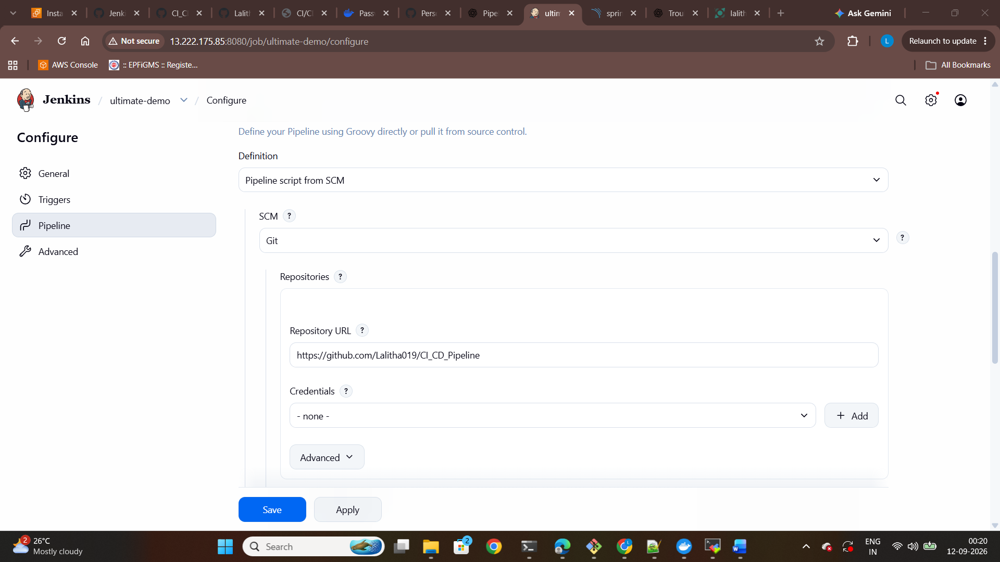 Insta
Jenki
CI_CI
Lalith
CI/CI
Pass
Pers
Pipe
ultim
sprin
Trou
lalith
Ask Gemini
Not secure
13.222.175.85:8080/job/ultimate-demo/configure
L
Relaunch to update
AWS Console
:: EPFiGMS :: Registe...
All Bookmarks
Jenkins / ultimate-demo / Configure
Configure
General
Triggers
Pipeline
Advanced
Define your Pipeline using Groovy directly or pull it from source control.
Definition
Pipeline script from SCM
SCM ?
Git
?
Repositories ?
Repository URL ?
https://github.com/Lalitha019/CI_CD_Pipeline
Credentials ?
- none -
+ Add
Advanced
Save
Apply
2
26°C
Mostly cloudy
Search
2
L
ENG
IN
00:20
12-09-2026